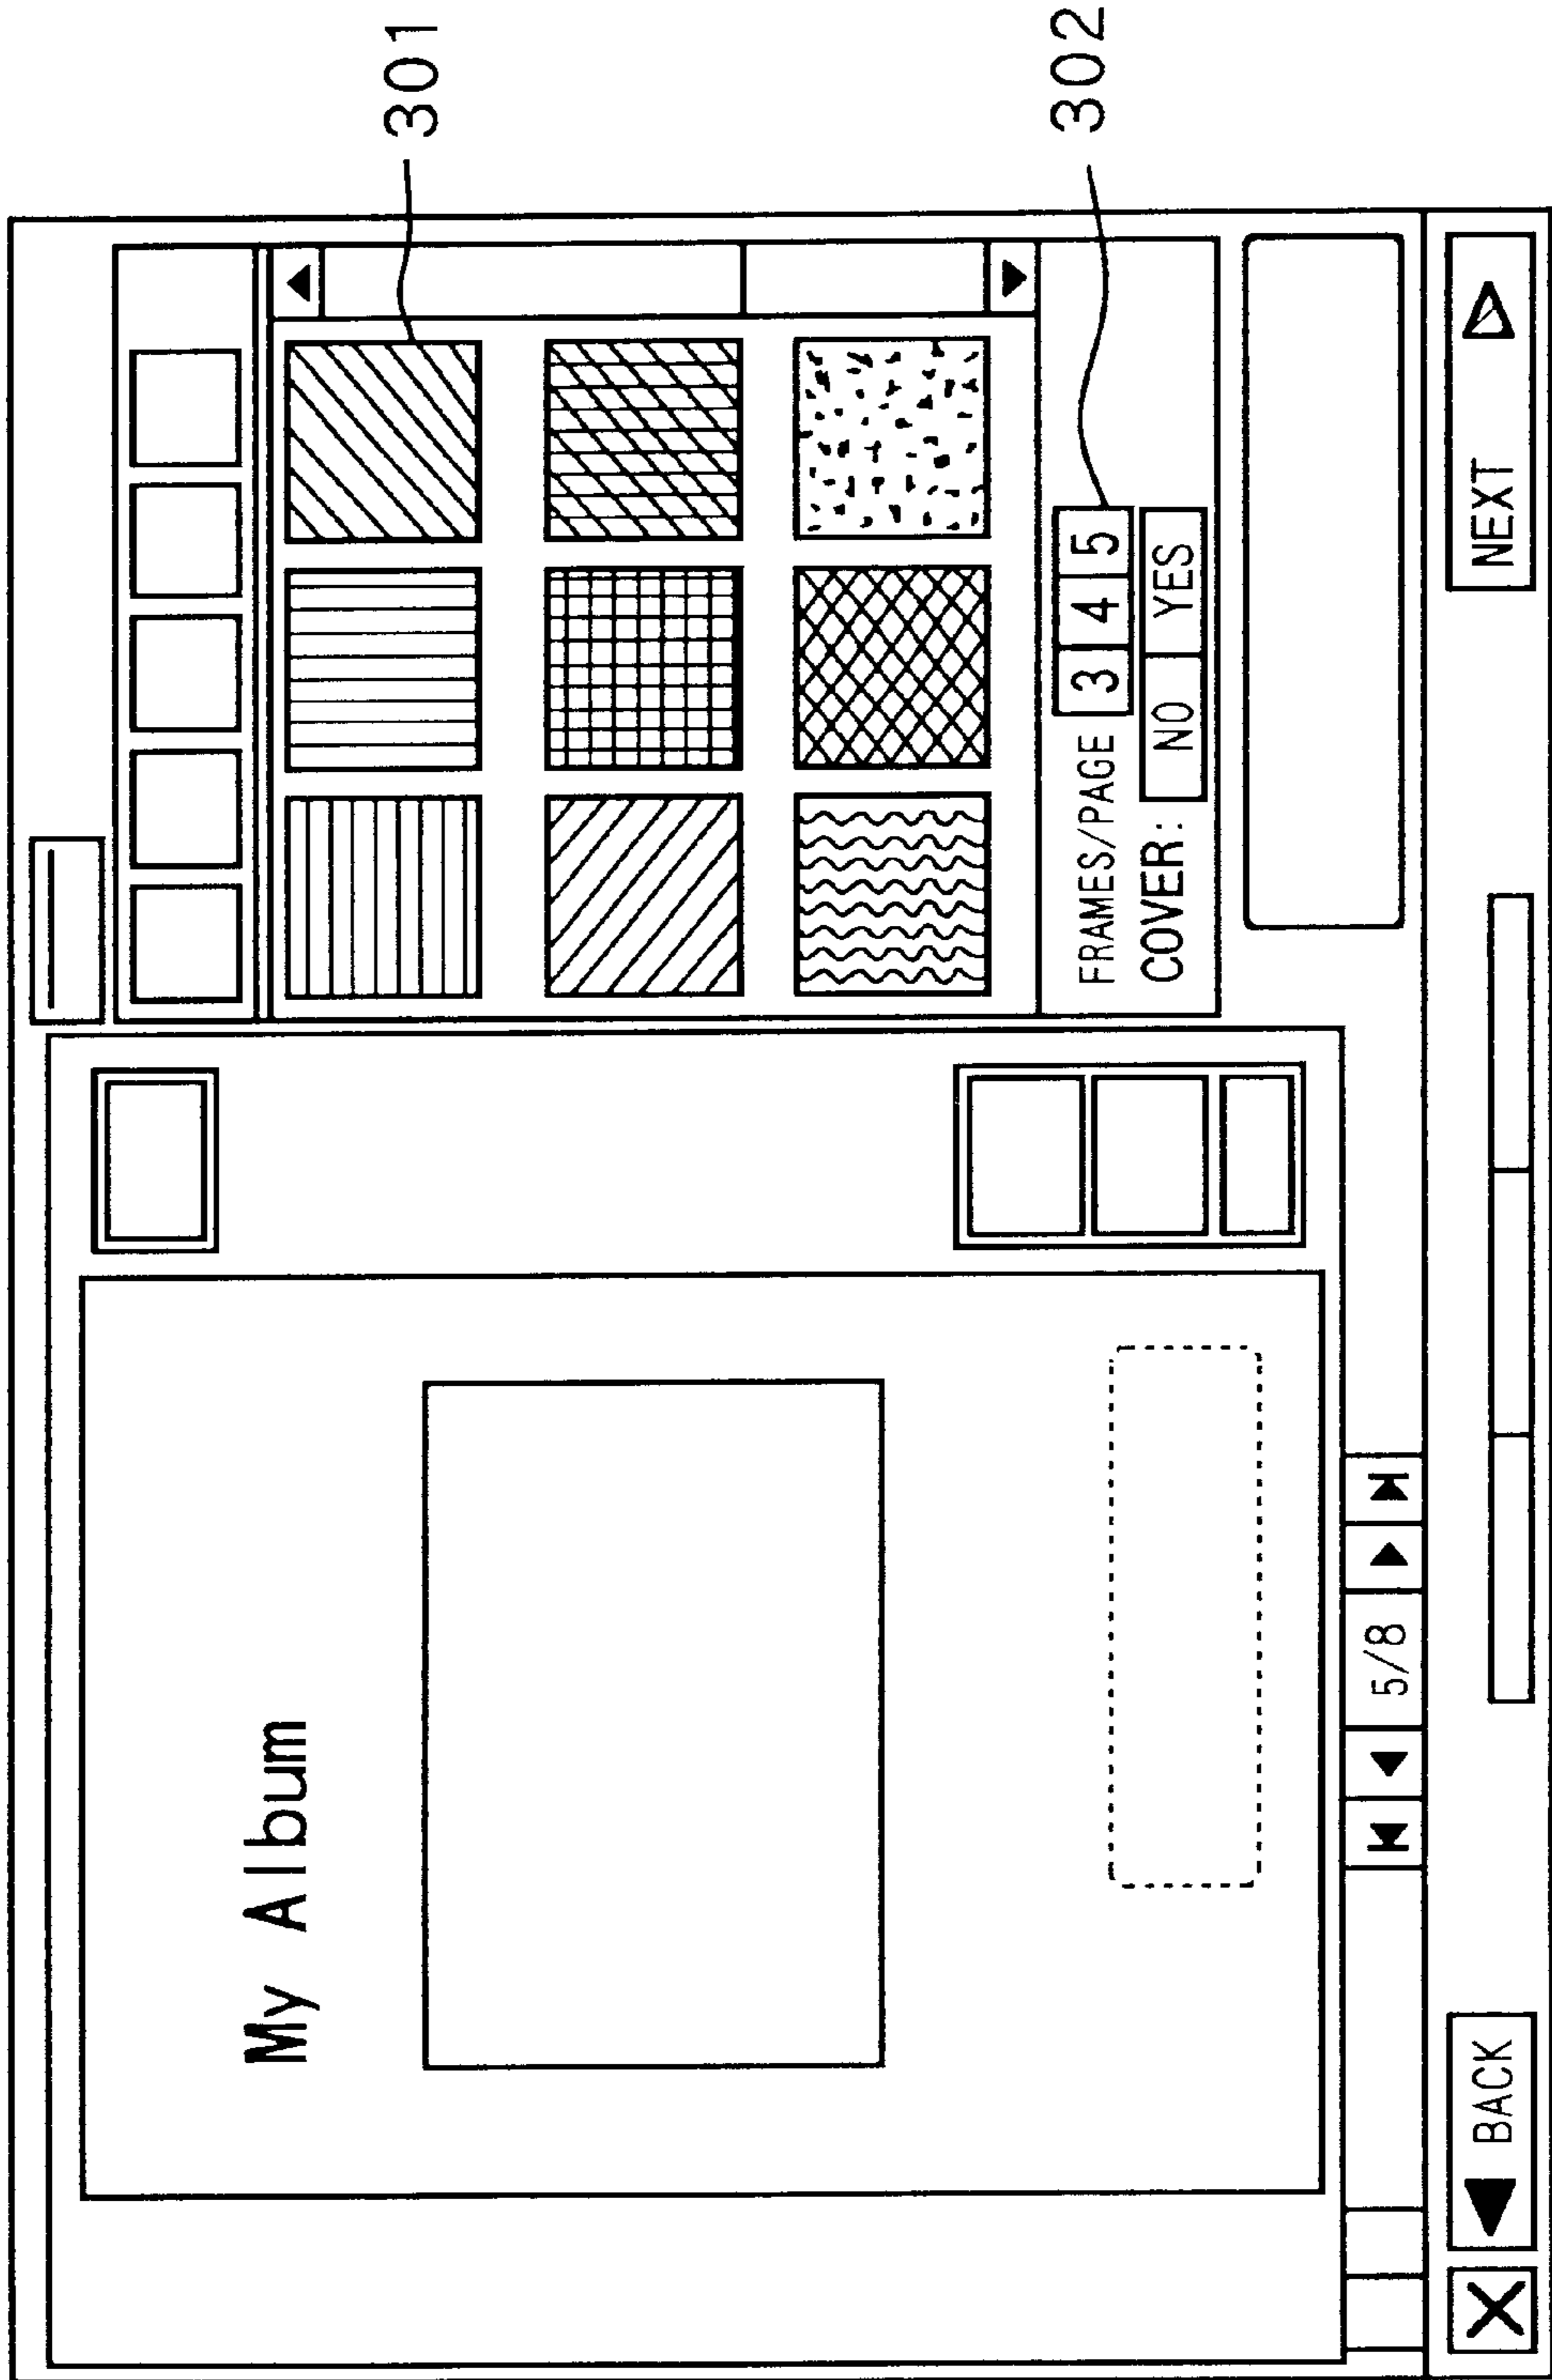 My Album
301
302
FRAMES/PAGE 3 4 5
COVER: NO YES
5/8
X BACK NEXT